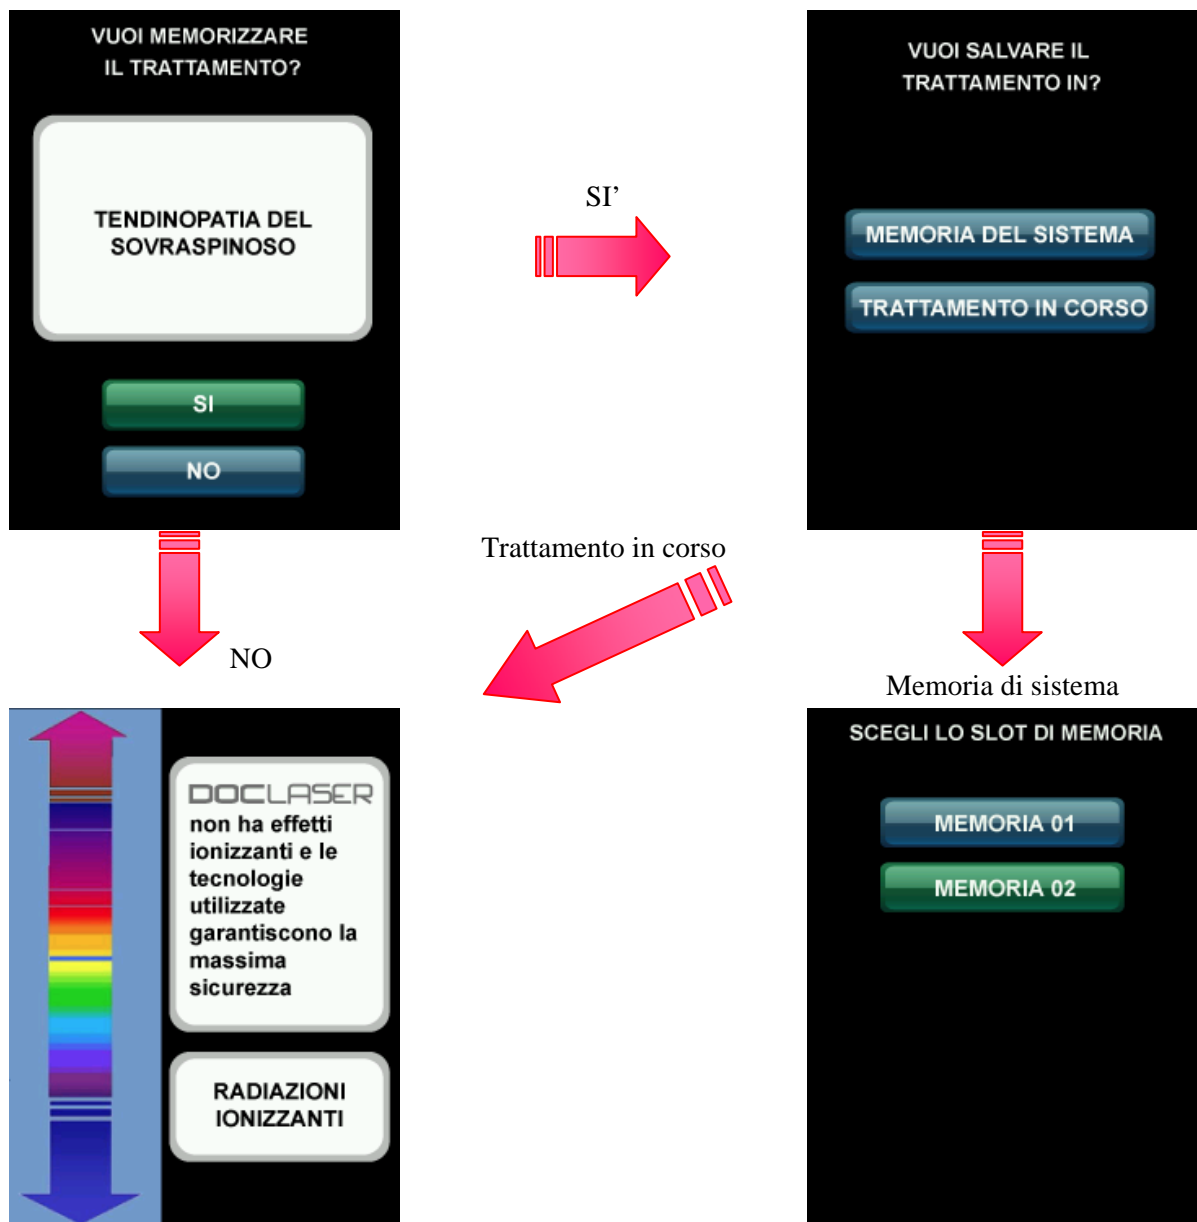 VUOI MEMORIZZARE
IL TRATTAMENTO?
TENDINOPATIA DEL
SOVRASPINOSO
SI
NO
SI’
VUOI SALVARE IL
TRATTAMENTO IN?
MEMORIA DEL SISTEMA
TRATTAMENTO IN CORSO
Trattamento in corso
NO
Memoria di sistema
DOCLASER
non ha effetti
ionizzanti e le
tecnologie
utilizzate
garantiscono la
massima
sicurezza
RADIAZIONI
IONIZZANTI
SCEGLI LO SLOT DI MEMORIA
MEMORIA 01
MEMORIA 02